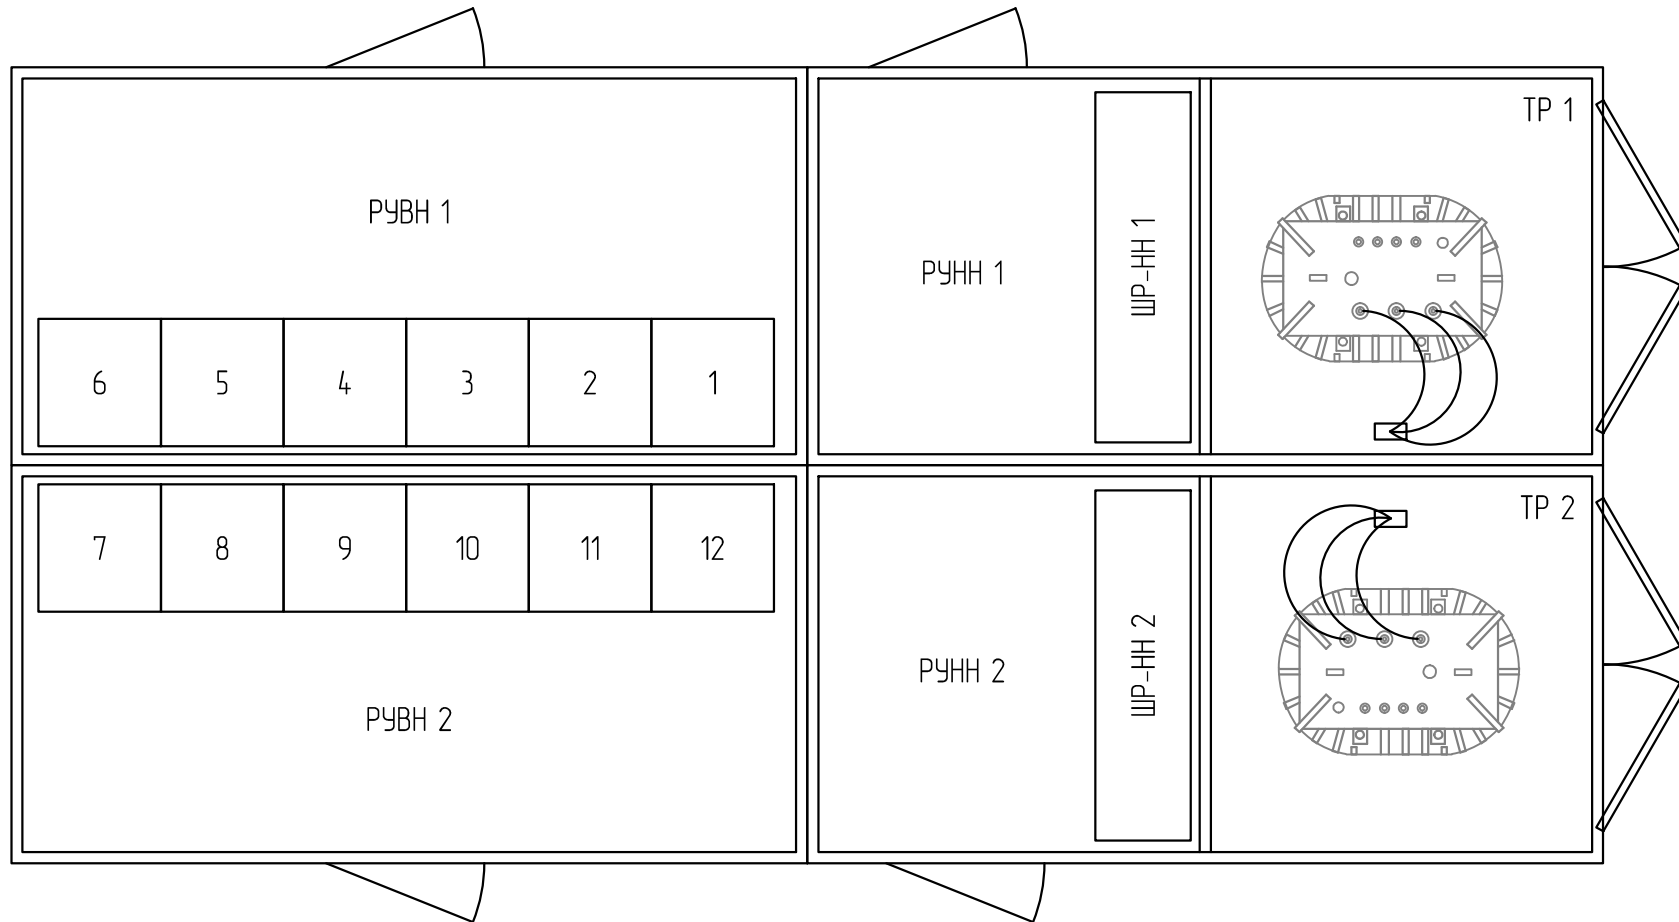 ТР 1
РУВН 1
РУНН 1
ШР-НН 1
6 5 4 3 2 1
7 8 9 10 11 12
ТР 2
РУНН 2
ШР-НН 2
РУВН 2